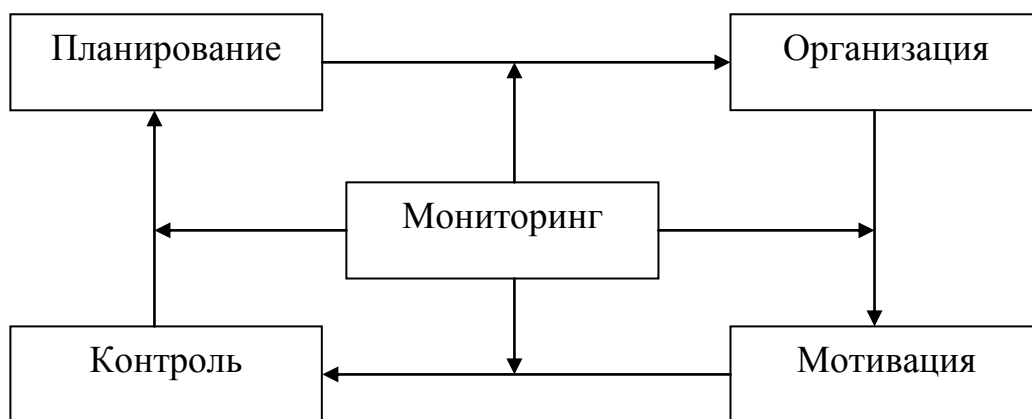 Планирование
Организация
Мониторинг
Контроль
Мотивация